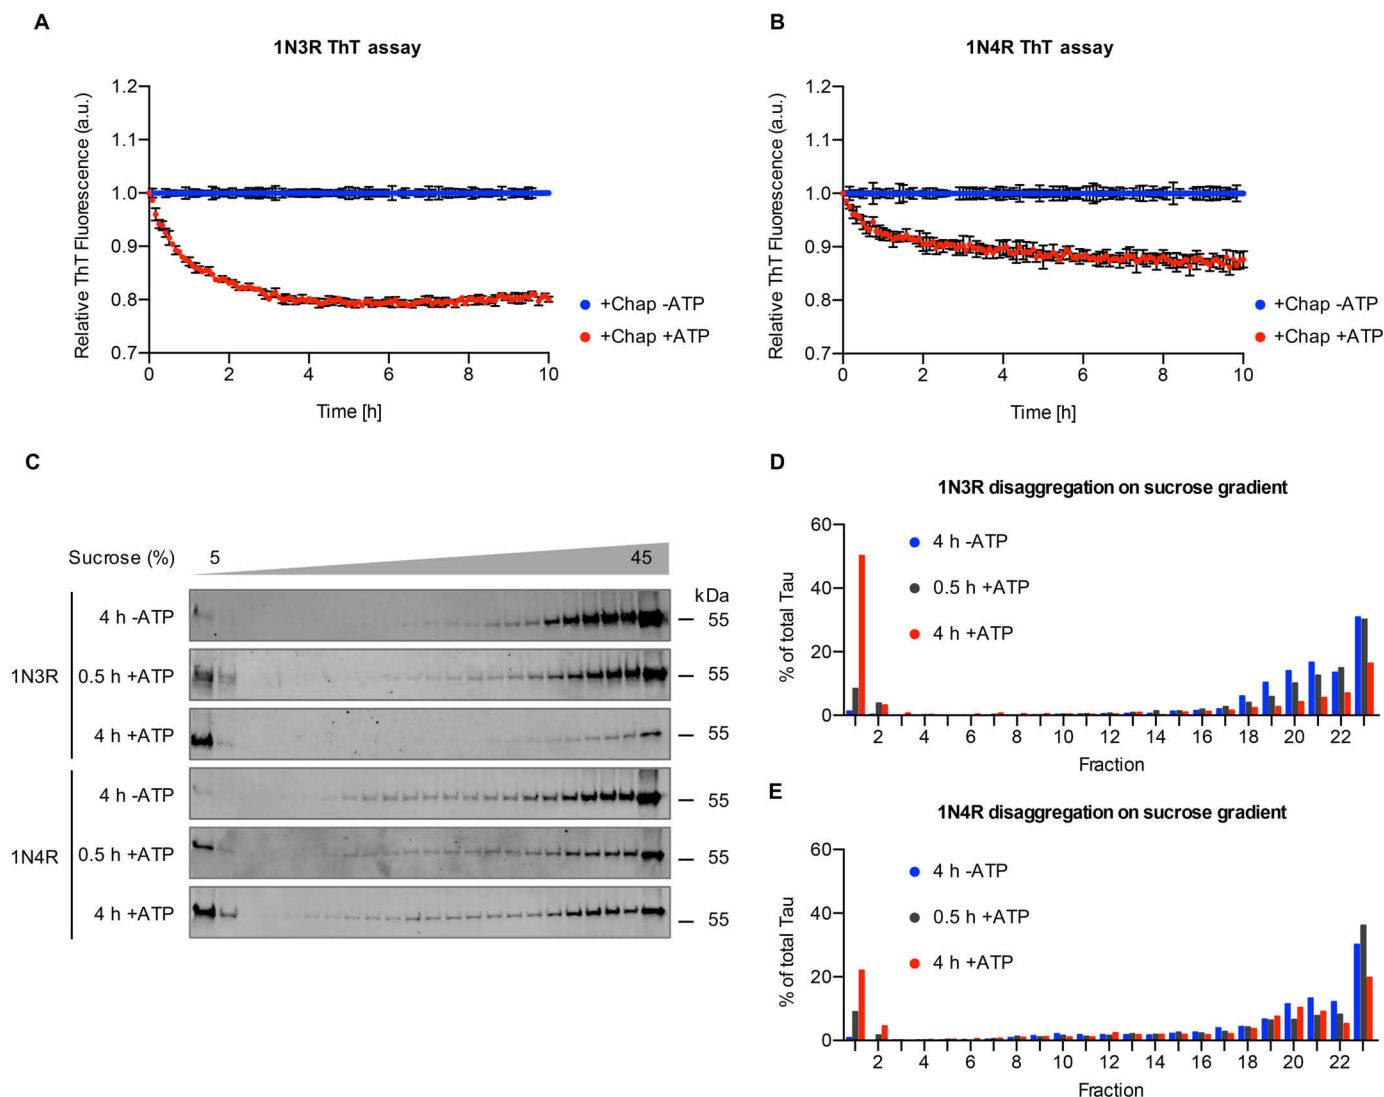 A
1N3R ThT assay
Relative ThT Fluorescence (a.u.)
1.2
1.1
1.0
0.9
0.8
0.7
0 2 4 6 8 10
Time [h]
+Chap -ATP
+Chap +ATP
B
1N4R ThT assay
Relative ThT Fluorescence (a.u.)
1.2
1.1
1.0
0.9
0.8
0.7
0 2 4 6 8 10
Time [h]
+Chap -ATP
+Chap +ATP
C
Sucrose (%) 5 45
kDa
1N3R
4 h -ATP 55
0.5 h +ATP 55
4 h +ATP 55
1N4R
4 h -ATP 55
0.5 h +ATP 55
4 h +ATP 55
D
1N3R disaggregation on sucrose gradient
% of total Tau
60
40
20
0
4 h -ATP
0.5 h +ATP
4 h +ATP
2 4 6 8 10 12 14 16 18 20 22
Fraction
E
1N4R disaggregation on sucrose gradient
% of total Tau
60
40
20
0
4 h -ATP
0.5 h +ATP
4 h +ATP
2 4 6 8 10 12 14 16 18 20 22
Fraction